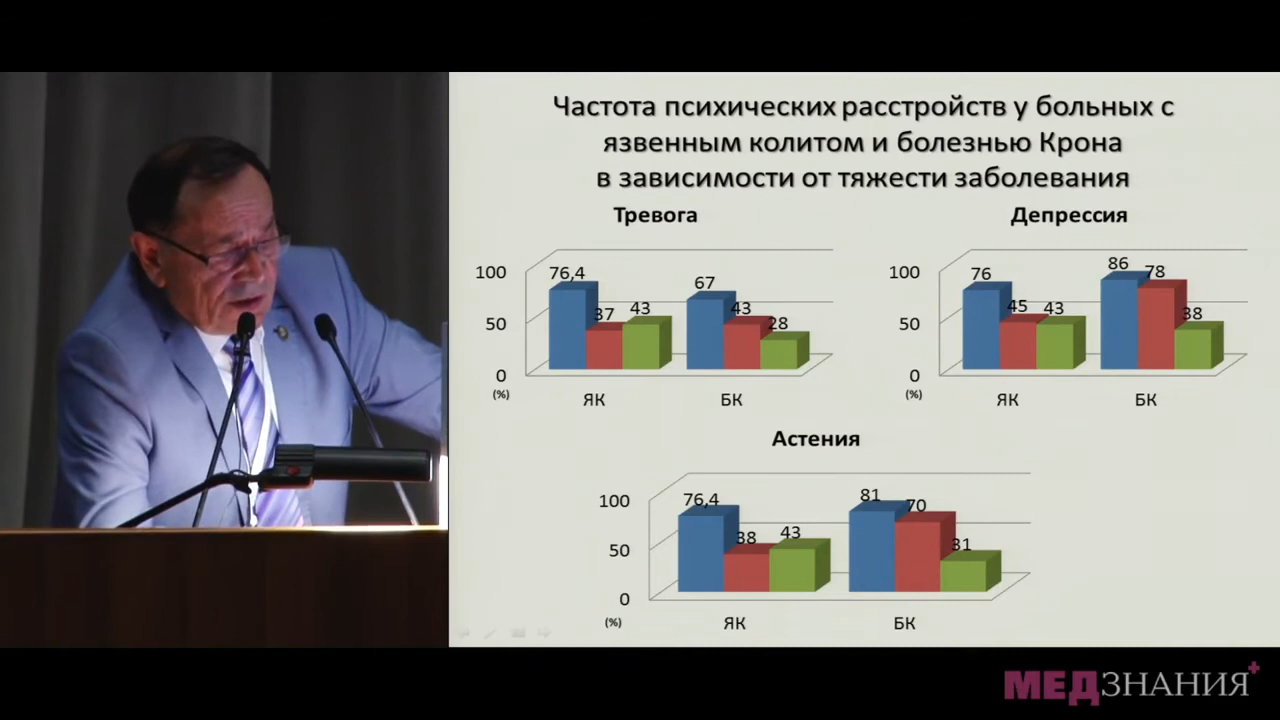 Частота психических расстройств у больных с
язвенным колитом и болезнью Крона
в зависимости от тяжести заболевания
Тревога
100
50
0
(%)
76,4
37
43
67
43
28
ЯК
БК
Депрессия
100
50
0
(%)
76
45
43
86
78
38
ЯК
БК
Астения
100
50
0
(%)
76,4
38
43
81
70
31
ЯК
БК
МЕДЗНАНИЯ+